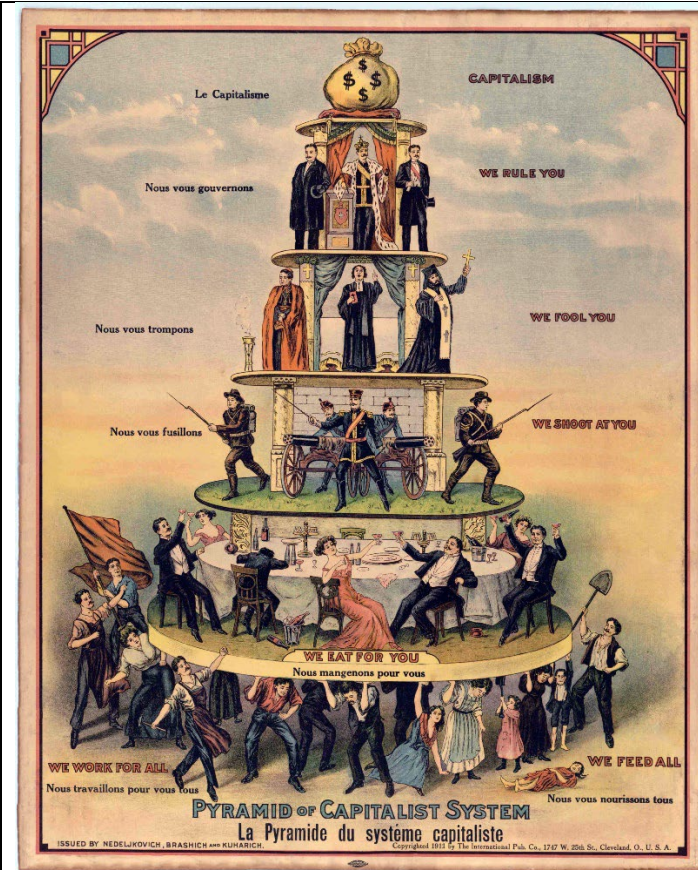 $
$ $
$
CAPITALISM
Le Capitalisme
WE RULE YOU
Nous vous gouvernons
WE FOOL YOU
Nous vous trompons
WE SHOOT AT YOU
Nous vous fusillons
WE EAT FOR YOU
Nous mangenons pour vous
WE WORK FOR ALL
WE FEED ALL
Nous travaillons pour vous tous
Nous vous nourissons tous
PYRAMID OF CAPITALIST SYSTEM
La Pyramide du système capitaliste
ISSUED BY NEDELJKOVICH, BRASHICH AND KUHARICH.
Copyrighted 1911 by The International Pub. Co., 1747 W. 25th St., Cleveland, O., U. S. A.